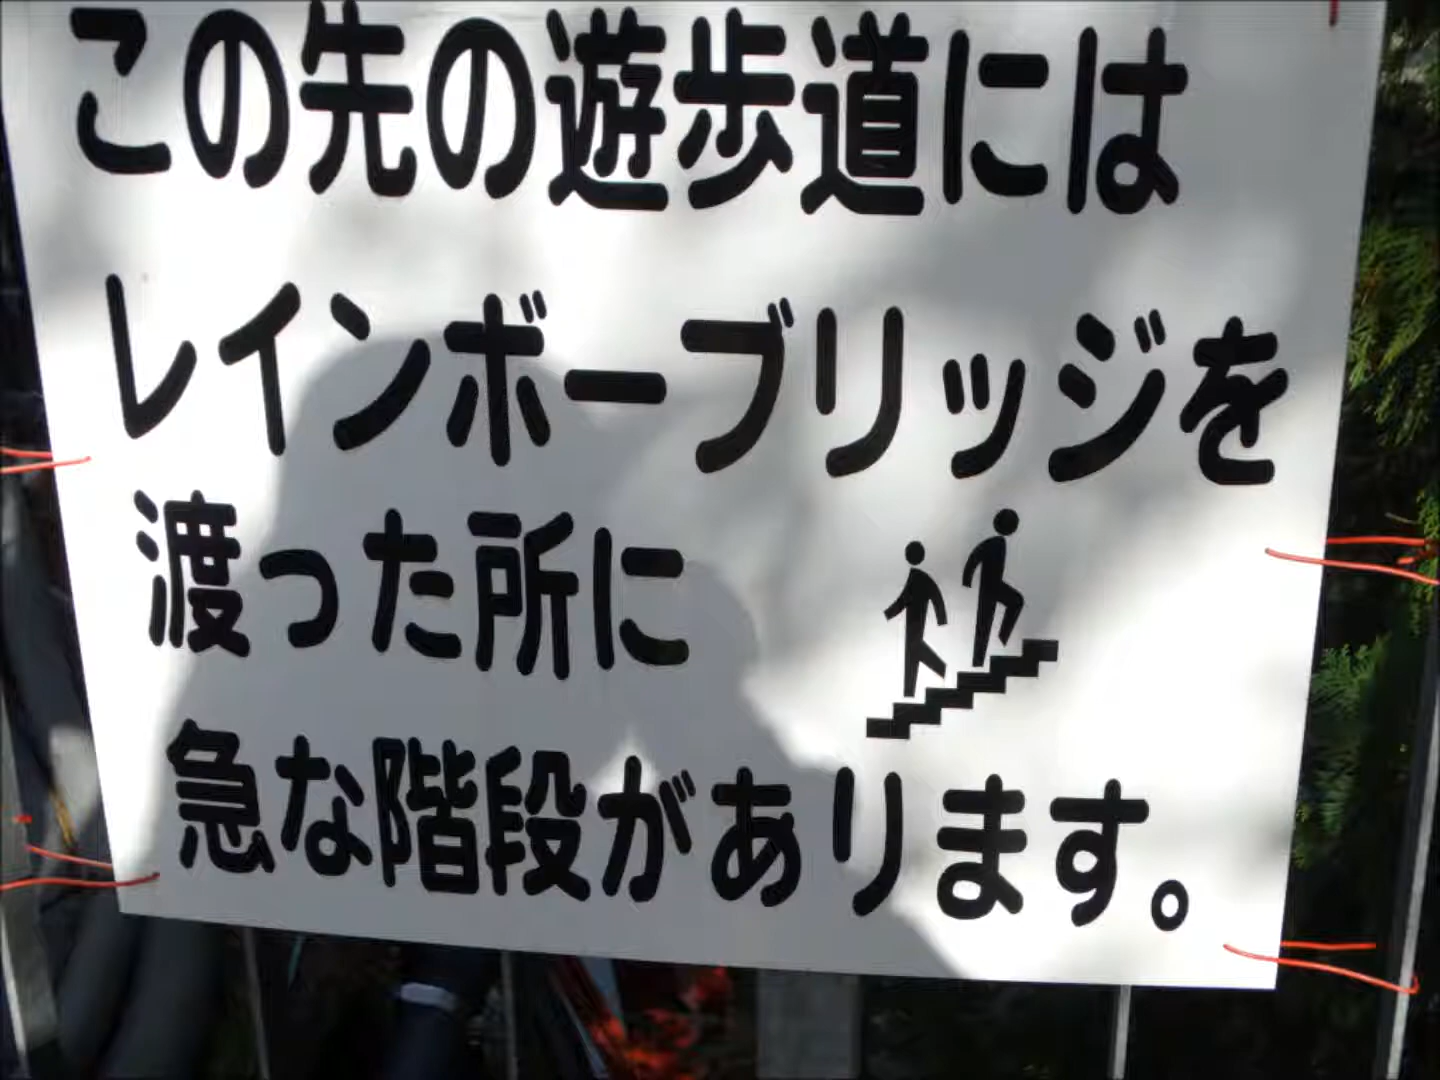 この先の遊歩道には
レインボーブリッジを
渡った所に
急な階段があります。